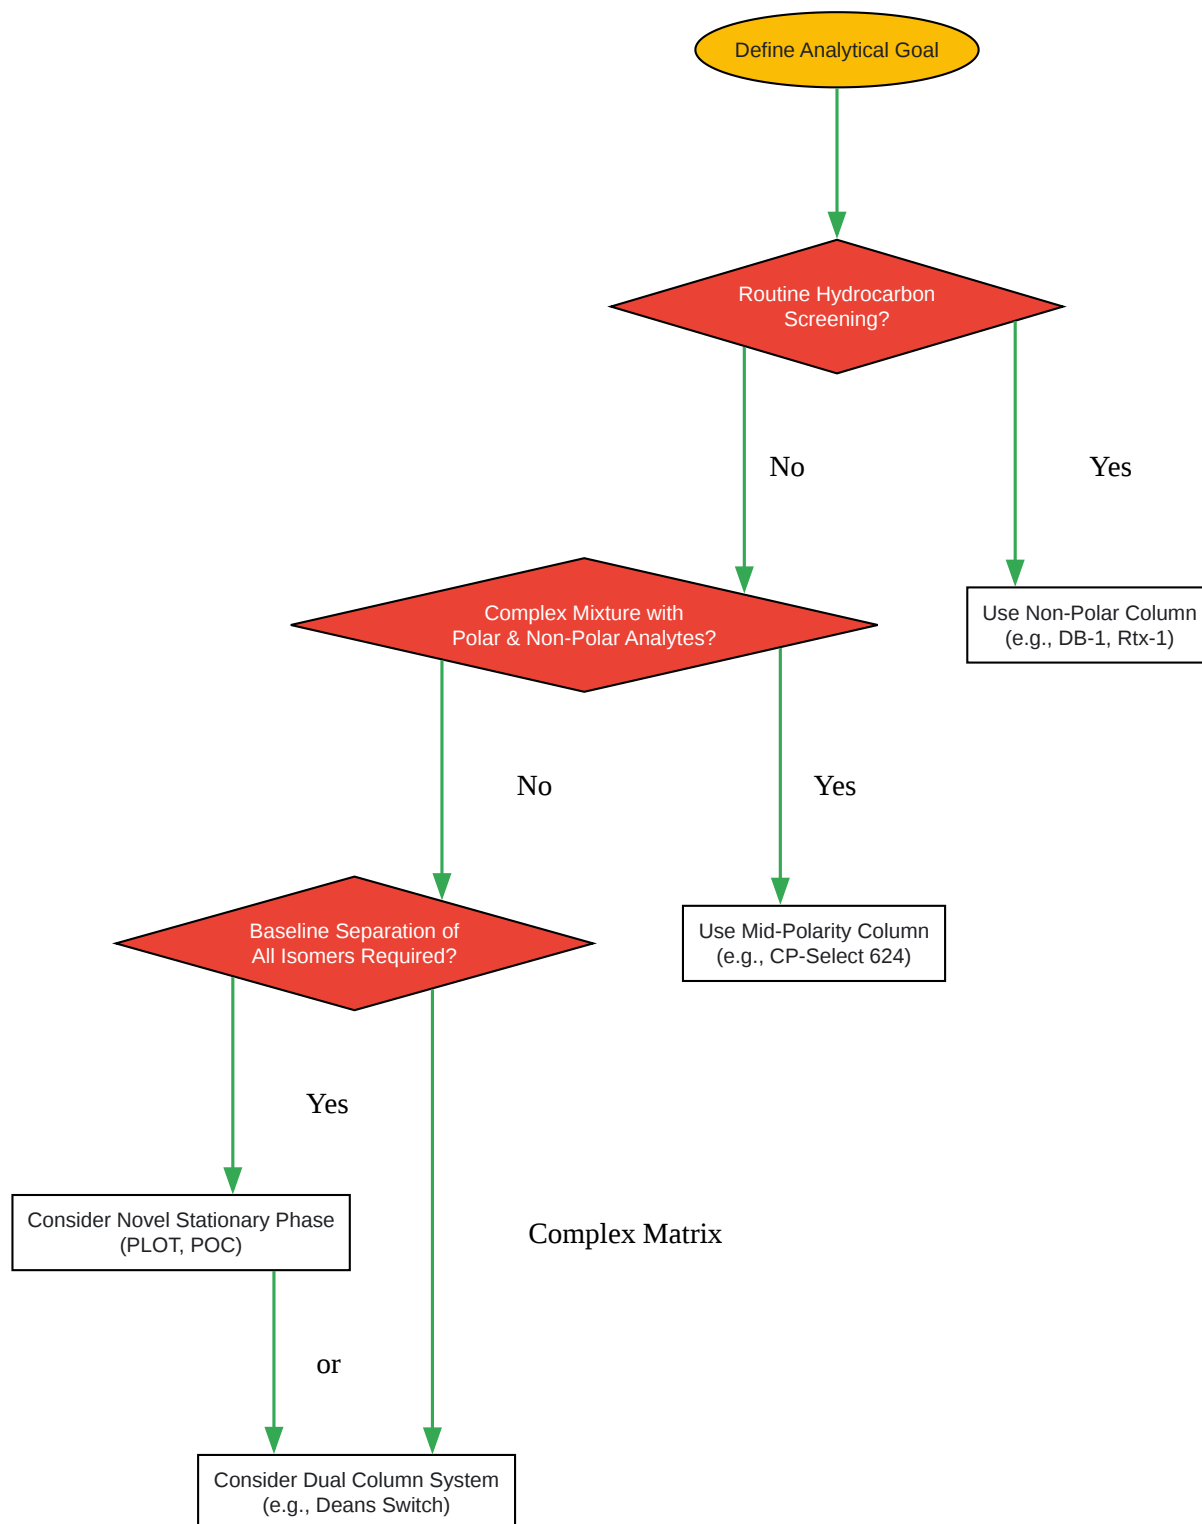 Define Analytical Goal
Routine Hydrocarbon
Screening?
No
Yes
Complex Mixture with
Polar & Non-Polar Analytes?
Use Non-Polar Column
(e.g., DB-1, Rtx-1)
No
Yes
Baseline Separation of
All Isomers Required?
Use Mid-Polarity Column
(e.g., CP-Select 624)
Yes
Consider Novel Stationary Phase
(PLOT, POC)
Complex Matrix
or
Consider Dual Column System
(e.g., Deans Switch)